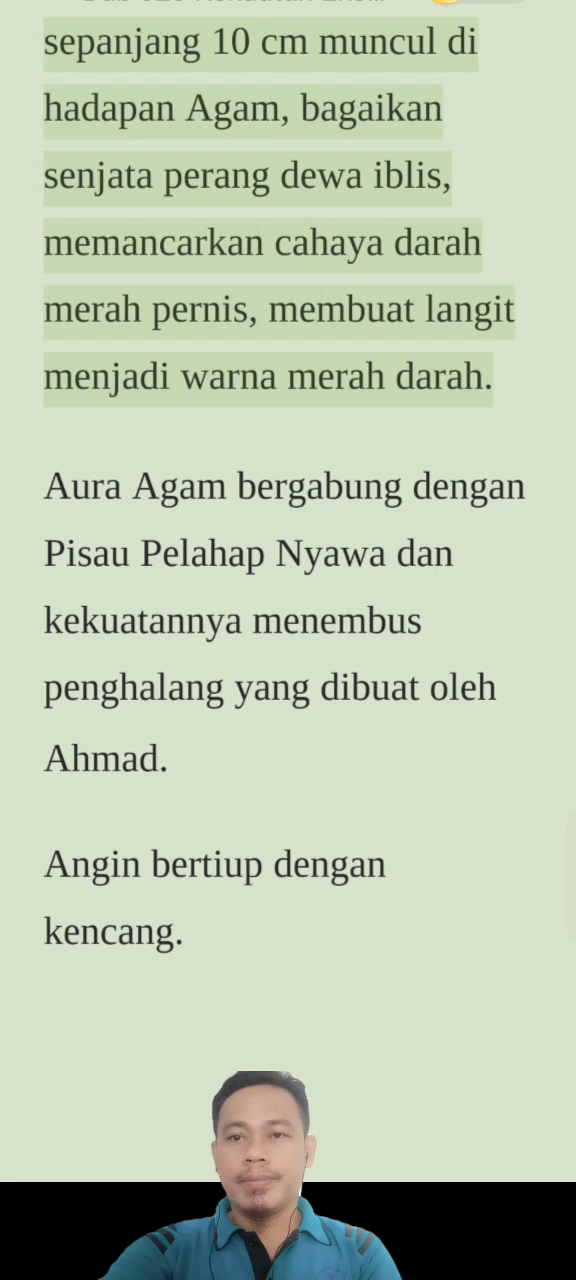 sepanjang 10 cm muncul di
hadapan Agam, bagaikan
senjata perang dewa iblis,
memancarkan cahaya darah
merah pernis, membuat langit
menjadi warna merah darah.
Aura Agam bergabung dengan
Pisau Pelahap Nyawa dan
kekuatannya menembus
penghalang yang dibuat oleh
Ahmad.
Angin bertiup dengan
kencang.